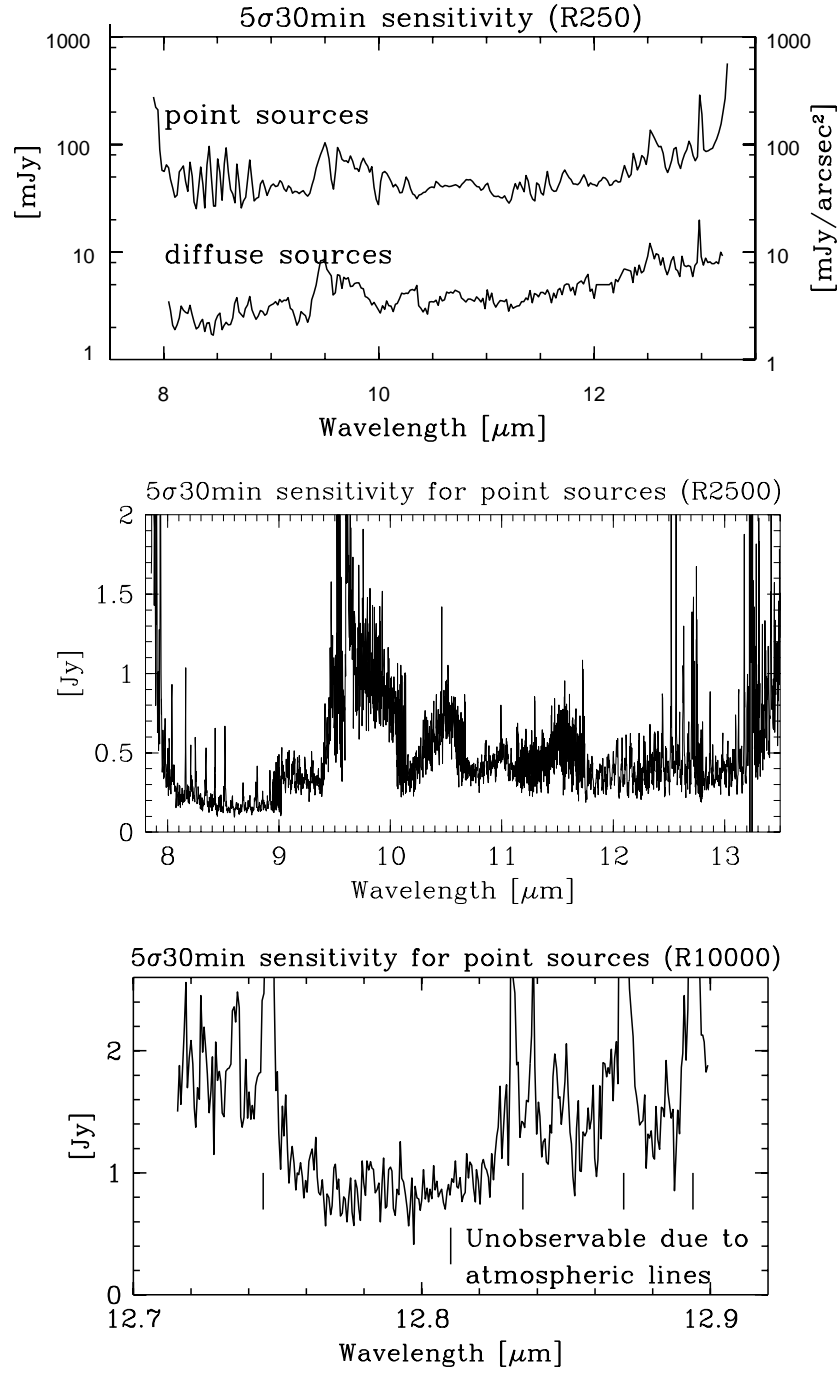 5σ30min sensitivity (R250)
1000
1000
point sources
100
100
[mJy]
[mJy/arcsec²]
diffuse sources
10
10
1
1
8
10
12
Wavelength [μm]
5σ30min sensitivity for point sources (R2500)
2
1.5
1
0.5
0
[Jy]
8
9
10
11
12
13
Wavelength [μm]
5σ30min sensitivity for point sources (R10000)
2
1
0
[Jy]
Unobservable due to
atmospheric lines
12.7
12.8
12.9
Wavelength [μm]